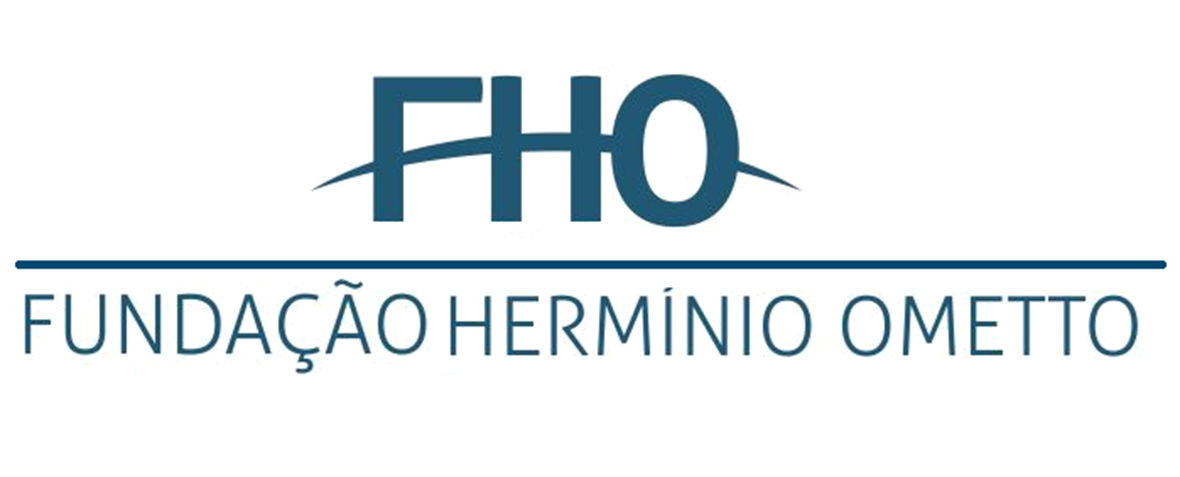 FHO
FUNDAÇÃO HERMÍNIO OMETTO